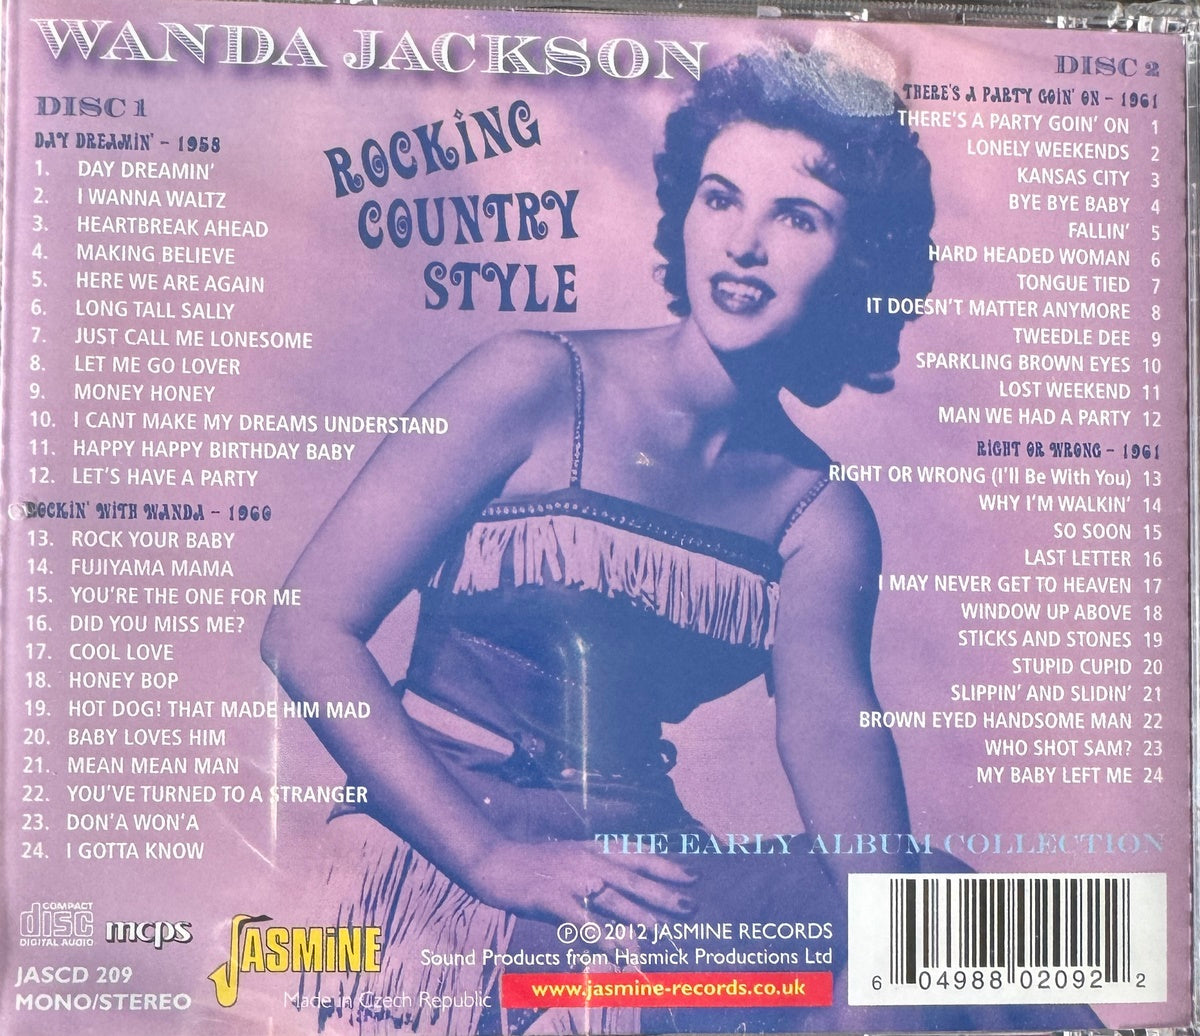 WANDA JACKSON
ROCKiNG
COUNTRY
STYLE
DISC 1
DAY DREAMiN' - 1958
1. DAY DREAMIN'
2. I WANNA WALTZ
3. HEARTBREAK AHEAD
4. MAKING BELIEVE
5. HERE WE ARE AGAIN
6. LONG TALL SALLY
7. JUST CALL ME LONESOME
8. LET ME GO LOVER
9. MONEY HONEY
10. I CANT MAKE MY DREAMS UNDERSTAND
11. HAPPY HAPPY BIRTHDAY BABY
12. LET'S HAVE A PARTY
ROCKiN' WiTH WANDA - 1960
13. ROCK YOUR BABY
14. FUJIYAMA MAMA
15. YOU'RE THE ONE FOR ME
16. DID YOU MISS ME?
17. COOL LOVE
18. HONEY BOP
19. HOT DOG! THAT MADE HIM MAD
20. BABY LOVES HIM
21. MEAN MEAN MAN
22. YOU'VE TURNED TO A STRANGER
23. DON'A WON'A
24. I GOTTA KNOW
DISC 2
THERE'S A PARTY GOiN' ON - 1961
THERE'S A PARTY GOIN' ON 1
LONELY WEEKENDS 2
KANSAS CITY 3
BYE BYE BABY 4
FALLIN' 5
HARD HEADED WOMAN 6
TONGUE TIED 7
IT DOESN'T MATTER ANYMORE 8
TWEEDLE DEE 9
SPARKLING BROWN EYES 10
LOST WEEKEND 11
MAN WE HAD A PARTY 12
RiGHT OR WRONG - 1961
RIGHT OR WRONG (I'll Be With You) 13
WHY I'M WALKIN' 14
SO SOON 15
LAST LETTER 16
I MAY NEVER GET TO HEAVEN 17
WINDOW UP ABOVE 18
STICKS AND STONES 19
STUPID CUPID 20
SLIPPIN' AND SLIDIN' 21
BROWN EYED HANDSOME MAN 22
WHO SHOT SAM? 23
MY BABY LEFT ME 24
THE EARLY ALBUM COLLECTION
COMPACT
disc
DIGITAL AUDIO
mcps
JASMiNE
JASCD 209
MONO/STEREO
Made in Czech Republic
℗©2012 JASMINE RECORDS
Sound Products from Hasmick Productions Ltd
www.jasmine-records.co.uk
6 04988 02092 2